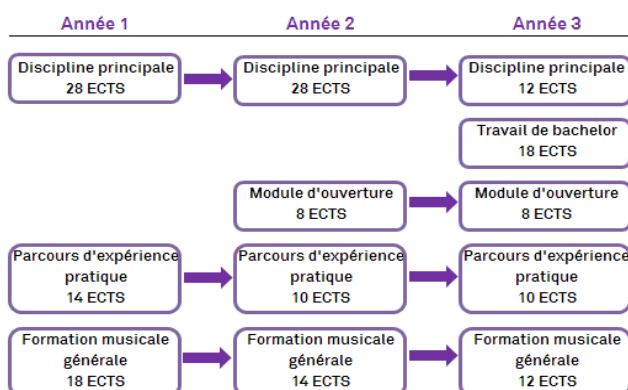 Année 1
Année 2
Année 3
Discipline principale
28 ECTS
Discipline principale
28 ECTS
Discipline principale
12 ECTS
Travail de bachelor
18 ECTS
Module d'ouverture
8 ECTS
Module d'ouverture
8 ECTS
Parcours d'expérience
pratique
14 ECTS
Parcours d'expérience
pratique
10 ECTS
Parcours d'expérience
pratique
10 ECTS
Formation musicale
générale
18 ECTS
Formation musicale
générale
14 ECTS
Formation musicale
générale
12 ECTS